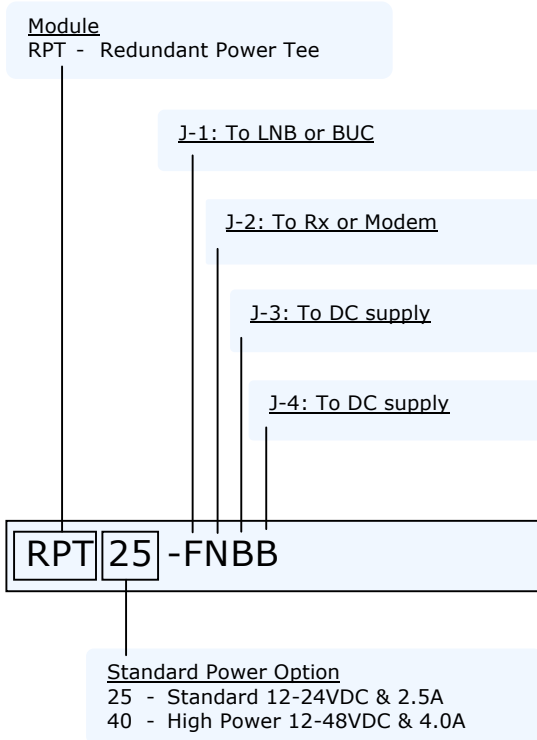 Module
RPT - Redundant Power Tee
J-1: To LNB or BUC
J-2: To Rx or Modem
J-3: To DC supply
J-4: To DC supply
RPT 25 -FNBB
Standard Power Option
25 - Standard 12-24VDC & 2.5A
40 - High Power 12-48VDC & 4.0A